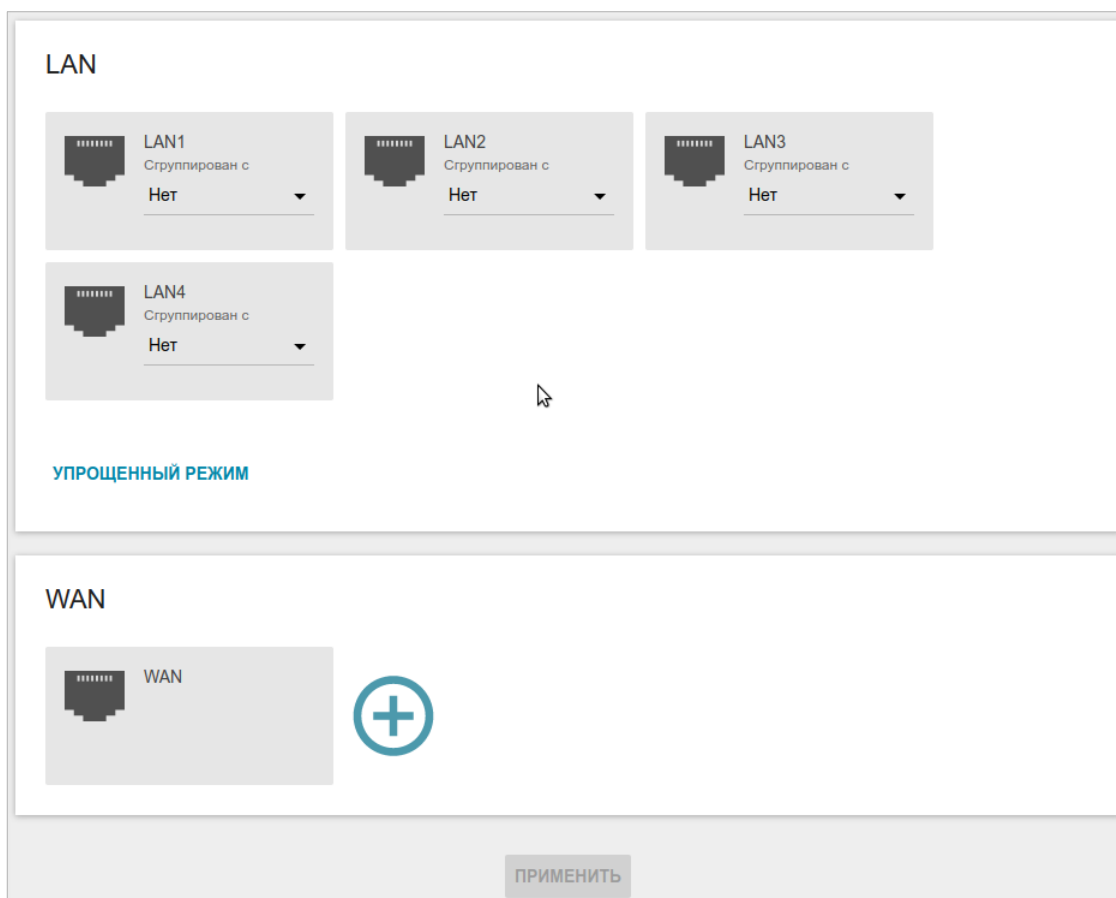 LAN
LAN1
Сгруппирован с
Нет
LAN2
Сгруппирован с
Нет
LAN3
Сгруппирован с
Нет
LAN4
Сгруппирован с
Нет
УПРОЩЕННЫЙ РЕЖИМ
WAN
WAN
ПРИМЕНИТЬ